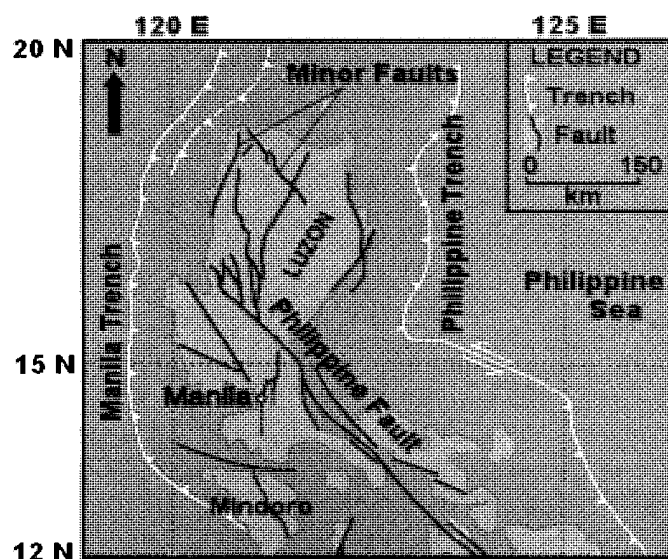 120 E
125 E
20 N
N
Minor Faults
LEGEND
Trench
Fault
0 150
km
LUZON
Manila Trench
Philippine Trench
Philippine
Sea
Philippine Fault
15 N
Manila
Mindoro
12 N